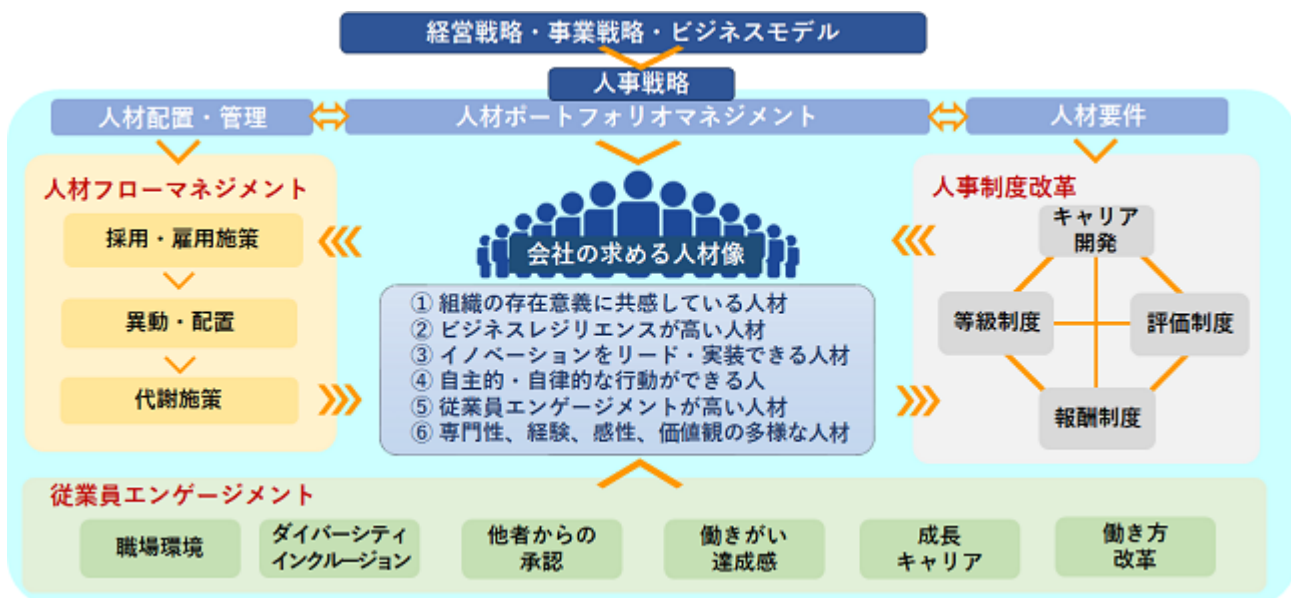 経営戦略・事業戦略・ビジネスモデル
人事戦略
人材配置・管理
人材ポートフォリオマネジメント
人材要件
人材フローマネジメント
採用・雇用施策
異動・配置
代謝施策
会社の求める人材像
① 組織の存在意義に共感している人材
② ビジネスレジリエンスが高い人材
③ イノベーションをリード・実装できる人材
④ 自主的・自律的な行動ができる人
⑤ 従業員エンゲージメントが高い人材
⑥ 専門性、経験、感性、価値観の多様な人材
人事制度改革
キャリア
開発
等級制度
評価制度
報酬制度
従業員エンゲージメント
職場環境
ダイバーシティ
インクルージョン
他者からの
承認
働きがい
達成感
成長
キャリア
働き方
改革